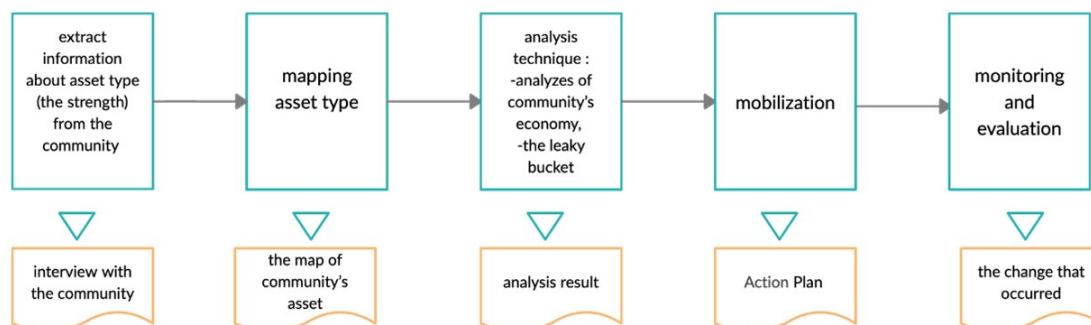 extract
information
about asset type
(the strength)
from the
community
mapping
asset type
analysis
technique :
-analyzes of
community's
economy,
-the leaky
bucket
mobilization
monitoring
and
evaluation
interview with
the community
the map of
community's
asset
analysis result
Action Plan
the change that
occurred